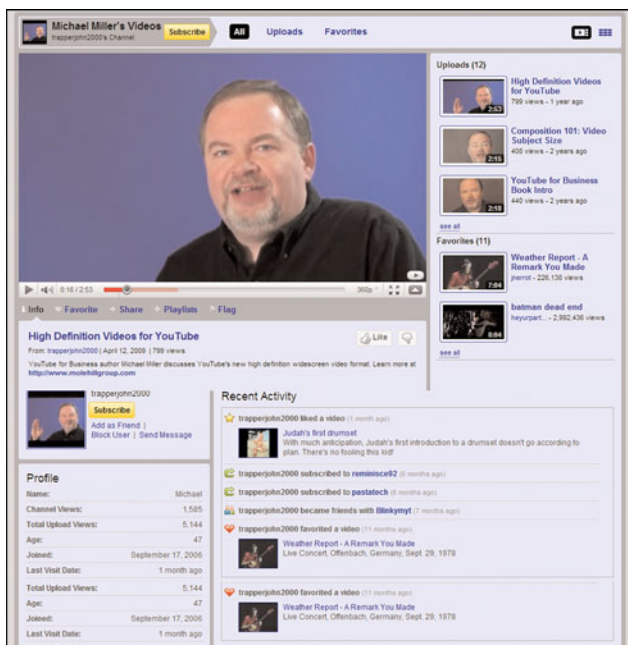 Michael Miller's Videos
trapperjohn2000's Channel
Subscribe
All
Uploads
Favorites
0:16 / 2:53
360p
Info
Favorite
Share
Playlists
Flag
High Definition Videos for YouTube
Like
From: trapperjohn2000 | April 12, 2009 | 799 views
YouTube for Business author Michael Miller discusses YouTube's new high definition widescreen video format. Learn more at
http://www.molehillgroup.com
Uploads (12)
2:53
High Definition Videos
for YouTube
799 views - 1 year ago
2:15
Composition 101: Video
Subject Size
408 views - 2 years ago
2:18
YouTube for Business
Book Intro
440 views - 2 years ago
see all
Favorites (11)
7:04
Weather Report - A
Remark You Made
jnerrot - 226,138 views
8:04
batman dead end
heyurpart... - 2,992,436 views
see all
trapperjohn2000
Subscribe
Add as Friend |
Block User | Send Message
Profile
Name: Michael
Channel Views: 1,585
Total Upload Views: 5,144
Age: 47
Joined: September 17, 2006
Last Visit Date: 1 month ago
Total Upload Views: 5,144
Age: 47
Joined: September 17, 2006
Last Visit Date: 1 month ago
Recent Activity
trapperjohn2000 liked a video (1 month ago)
Judah's first drumset
With much anticipation, Judah's first introduction to a drumset doesn't go according to
plan. There's no fooling this kid!
trapperjohn2000 subscribed to reminisce92 (6 months ago)
trapperjohn2000 subscribed to pastatech (6 months ago)
trapperjohn2000 became friends with Blinkymyt (7 months ago)
trapperjohn2000 favorited a video (11 months ago)
Weather Report - A Remark You Made
Live Concert, Offenbach, Germany, Sept. 29, 1978
trapperjohn2000 favorited a video (11 months ago)
Weather Report - A Remark You Made
Live Concert, Offenbach, Germany, Sept. 29, 1978